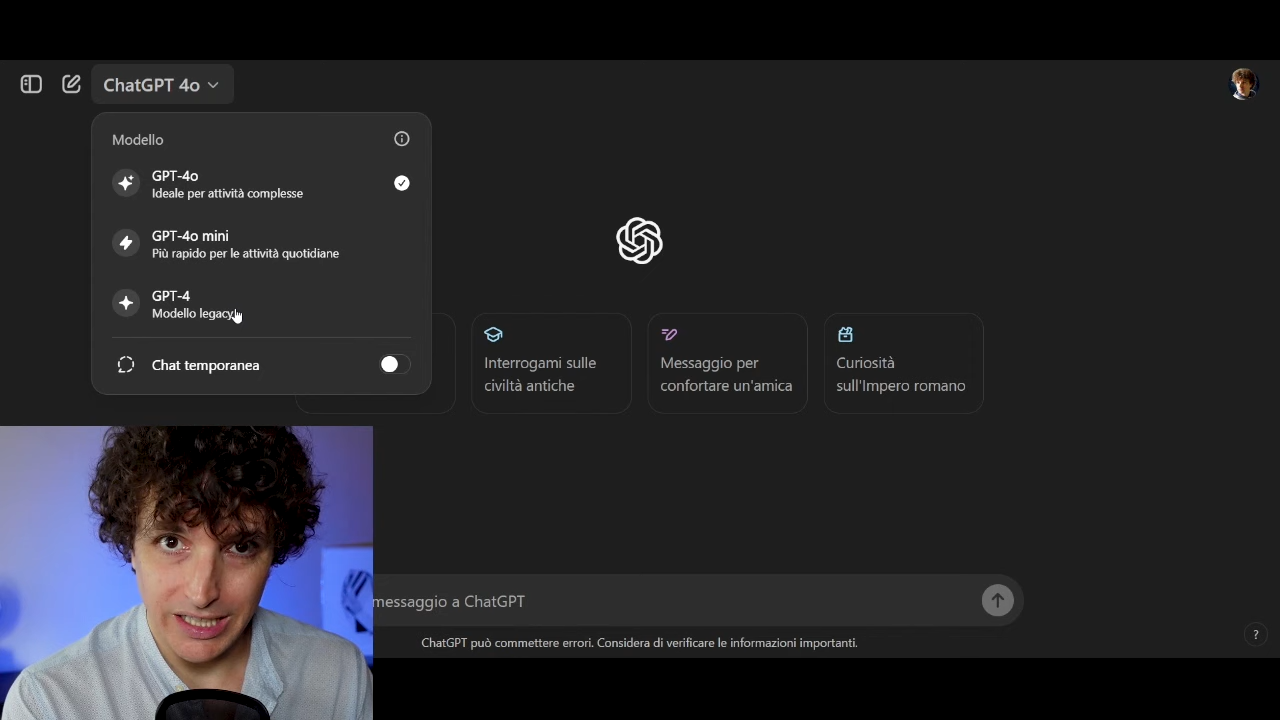 ChatGPT 4o
Modello
GPT-4o
Ideale per attività complesse
GPT-4o mini
Più rapido per le attività quotidiane
GPT-4
Modello legacy
Chat temporanea
Interrogami sulle
civiltà antiche
Messaggio per
confortare un'amica
Curiosità
sull'Impero romano
messaggio a ChatGPT
ChatGPT può commettere errori. Considera di verificare le informazioni importanti.
?